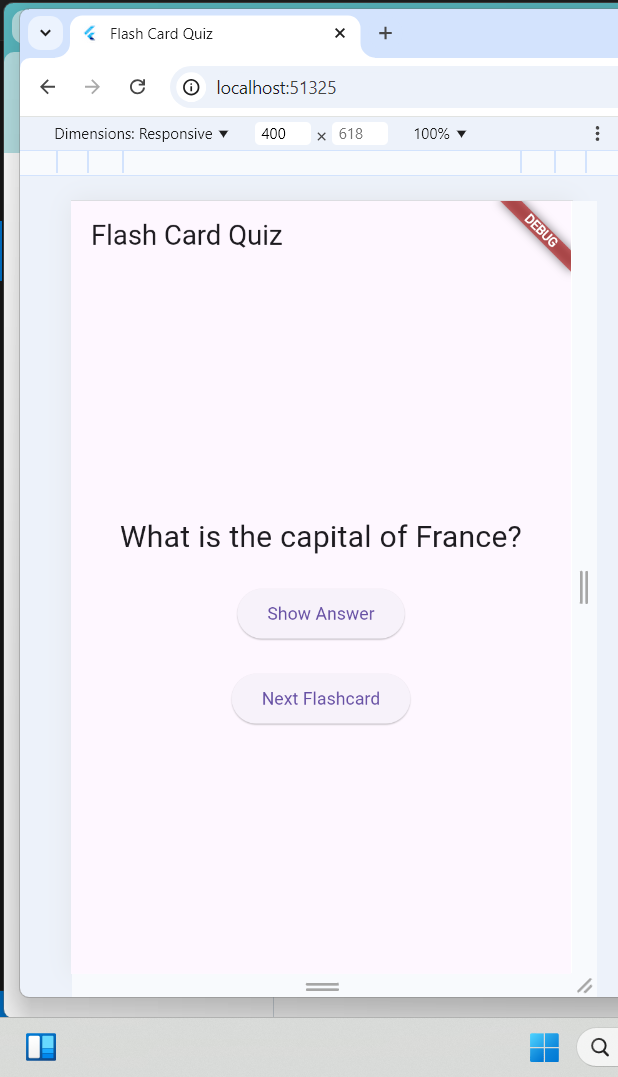 Flash Card Quiz
localhost:51325
Dimensions: Responsive 400 × 618 100%
Flash Card Quiz
DEBUG
What is the capital of France?
Show Answer
Next Flashcard